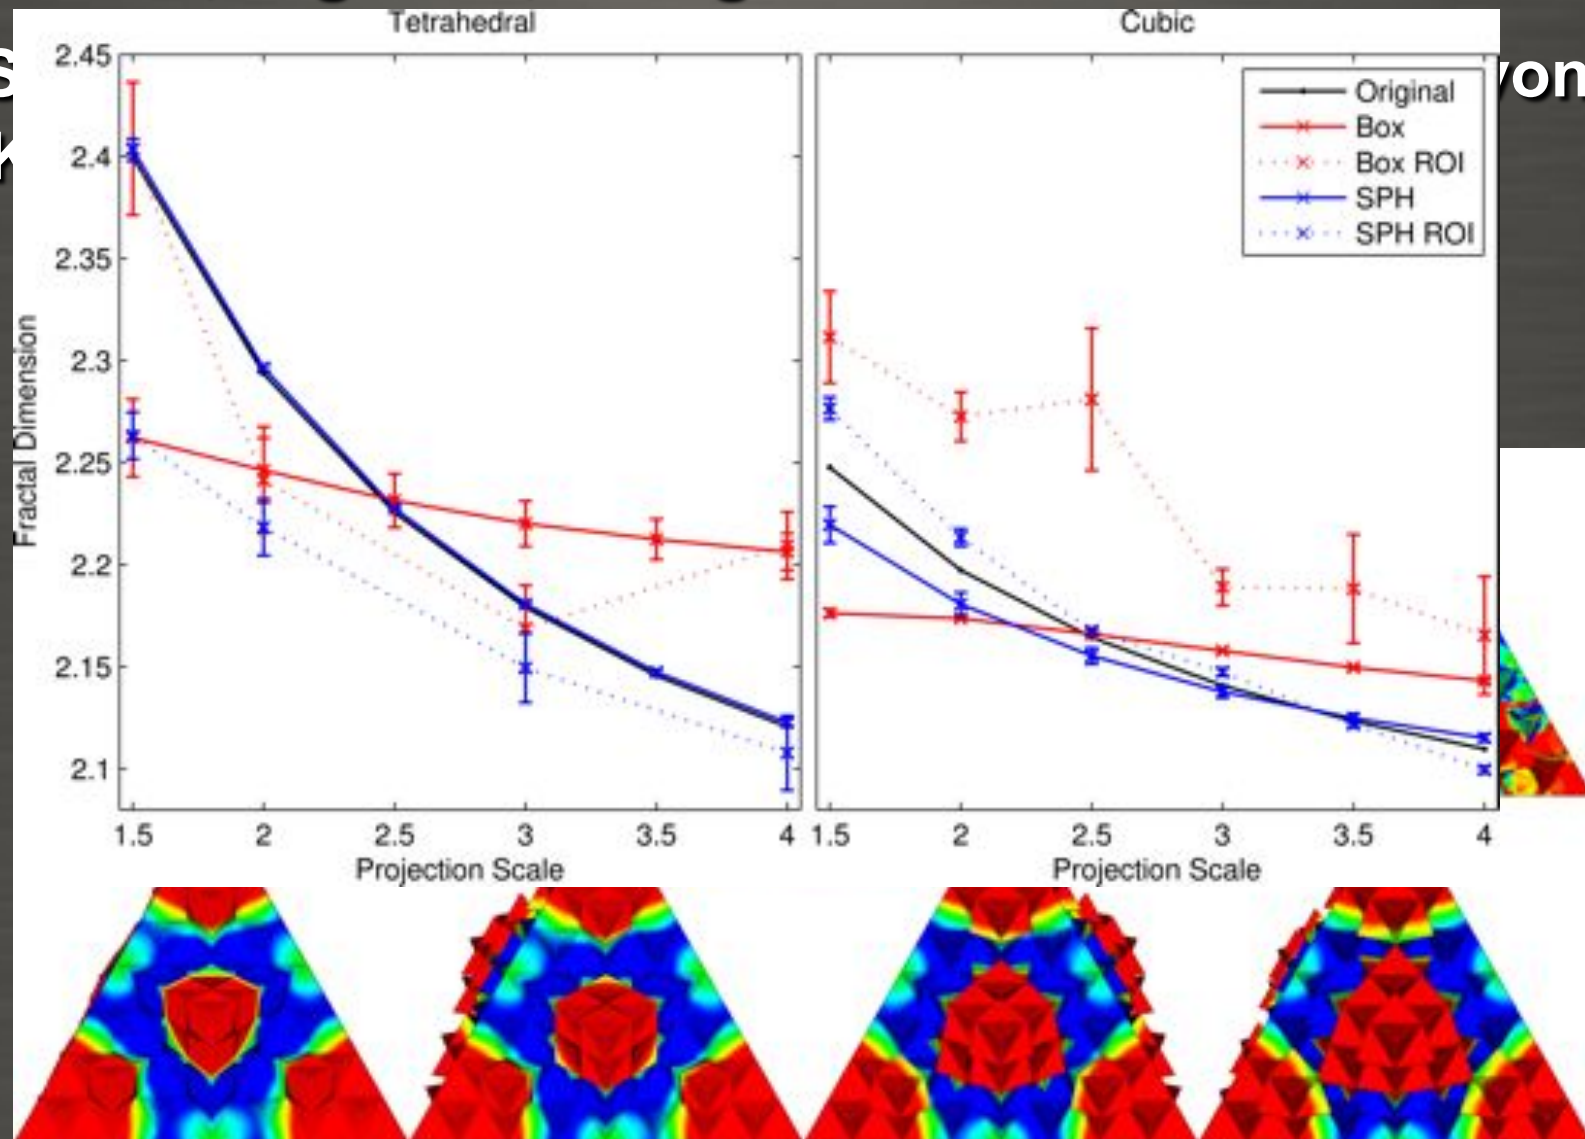 Tetrahedral
Cubic
2.45
2.4
2.35
2.3
2.25
2.2
2.15
2.1
Fractal Dimension
Original
Box
Box ROI
SPH
SPH ROI
1.5 2 2.5 3 3.5 4
1.5 2 2.5 3 3.5 4
Projection Scale
Projection Scale